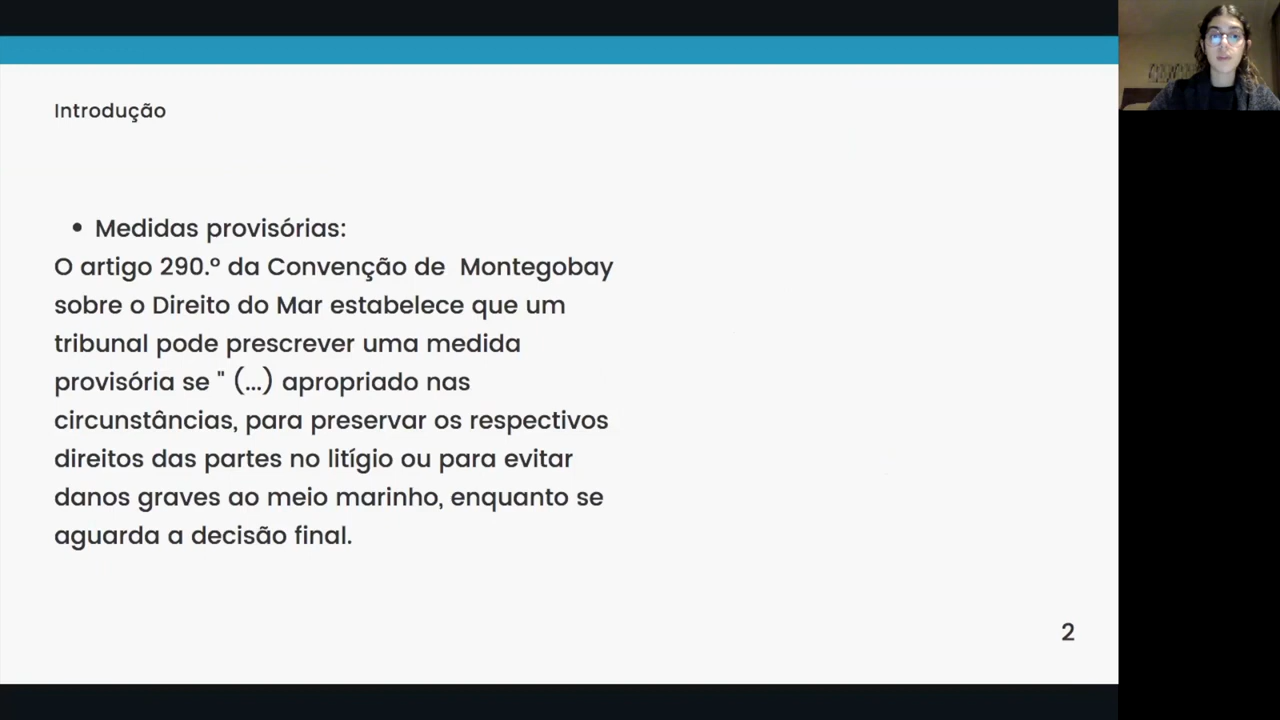 Introdução
• Medidas provisórias:
O artigo 290.º da Convenção de Montegobay
sobre o Direito do Mar estabelece que um
tribunal pode prescrever uma medida
provisória se " (...) apropriado nas
circunstâncias, para preservar os respectivos
direitos das partes no litígio ou para evitar
danos graves ao meio marinho, enquanto se
aguarda a decisão final.
2